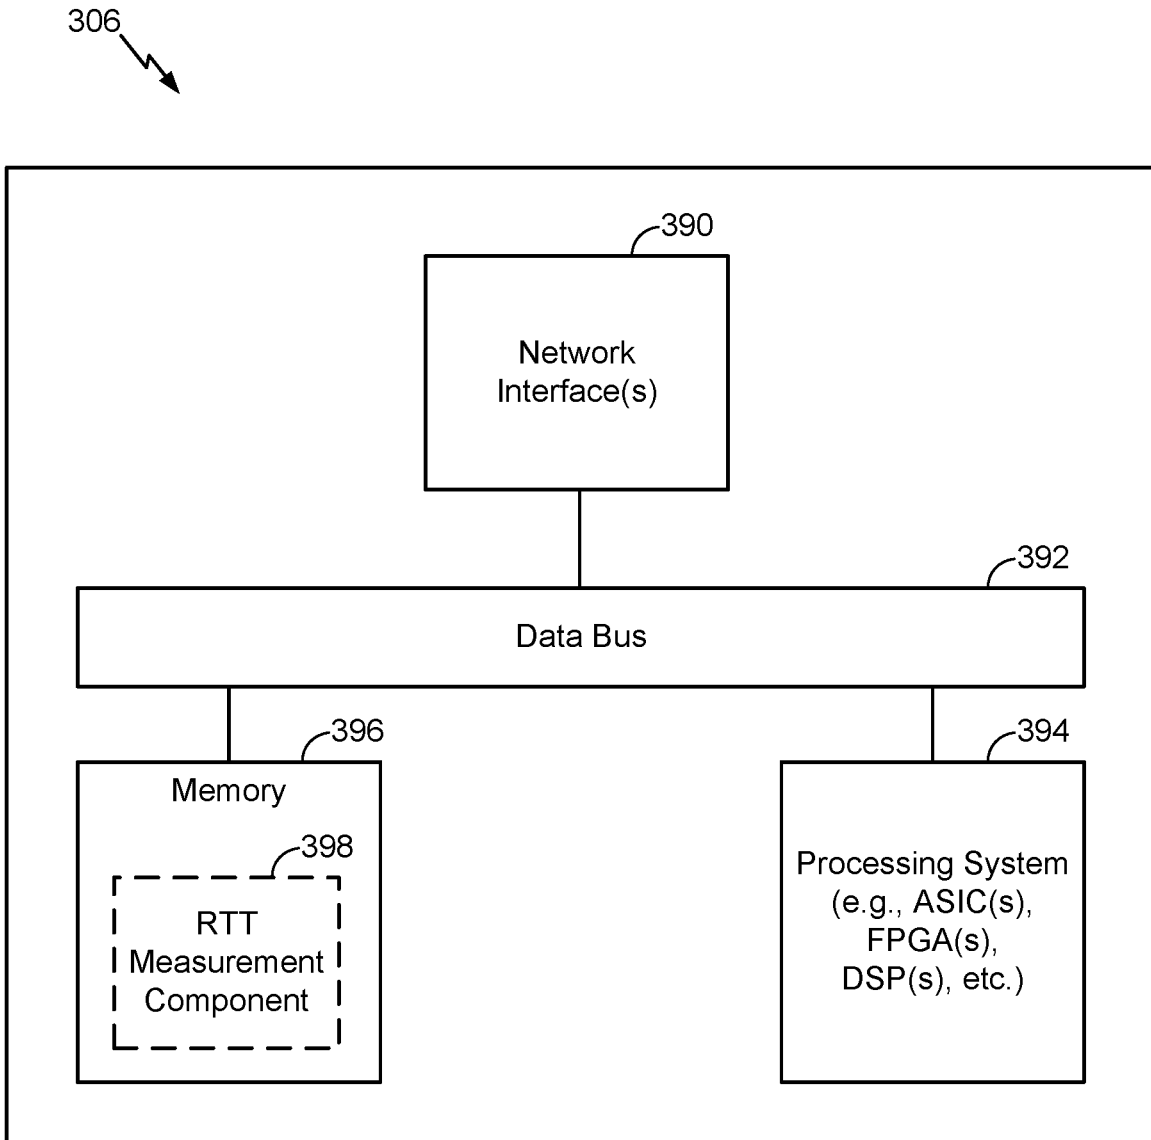 306
390
Network
Interface(s)
392
Data Bus
396
Memory
398
RTT
Measurement
Component
394
Processing System
(e.g., ASIC(s),
FPGA(s),
DSP(s), etc.)